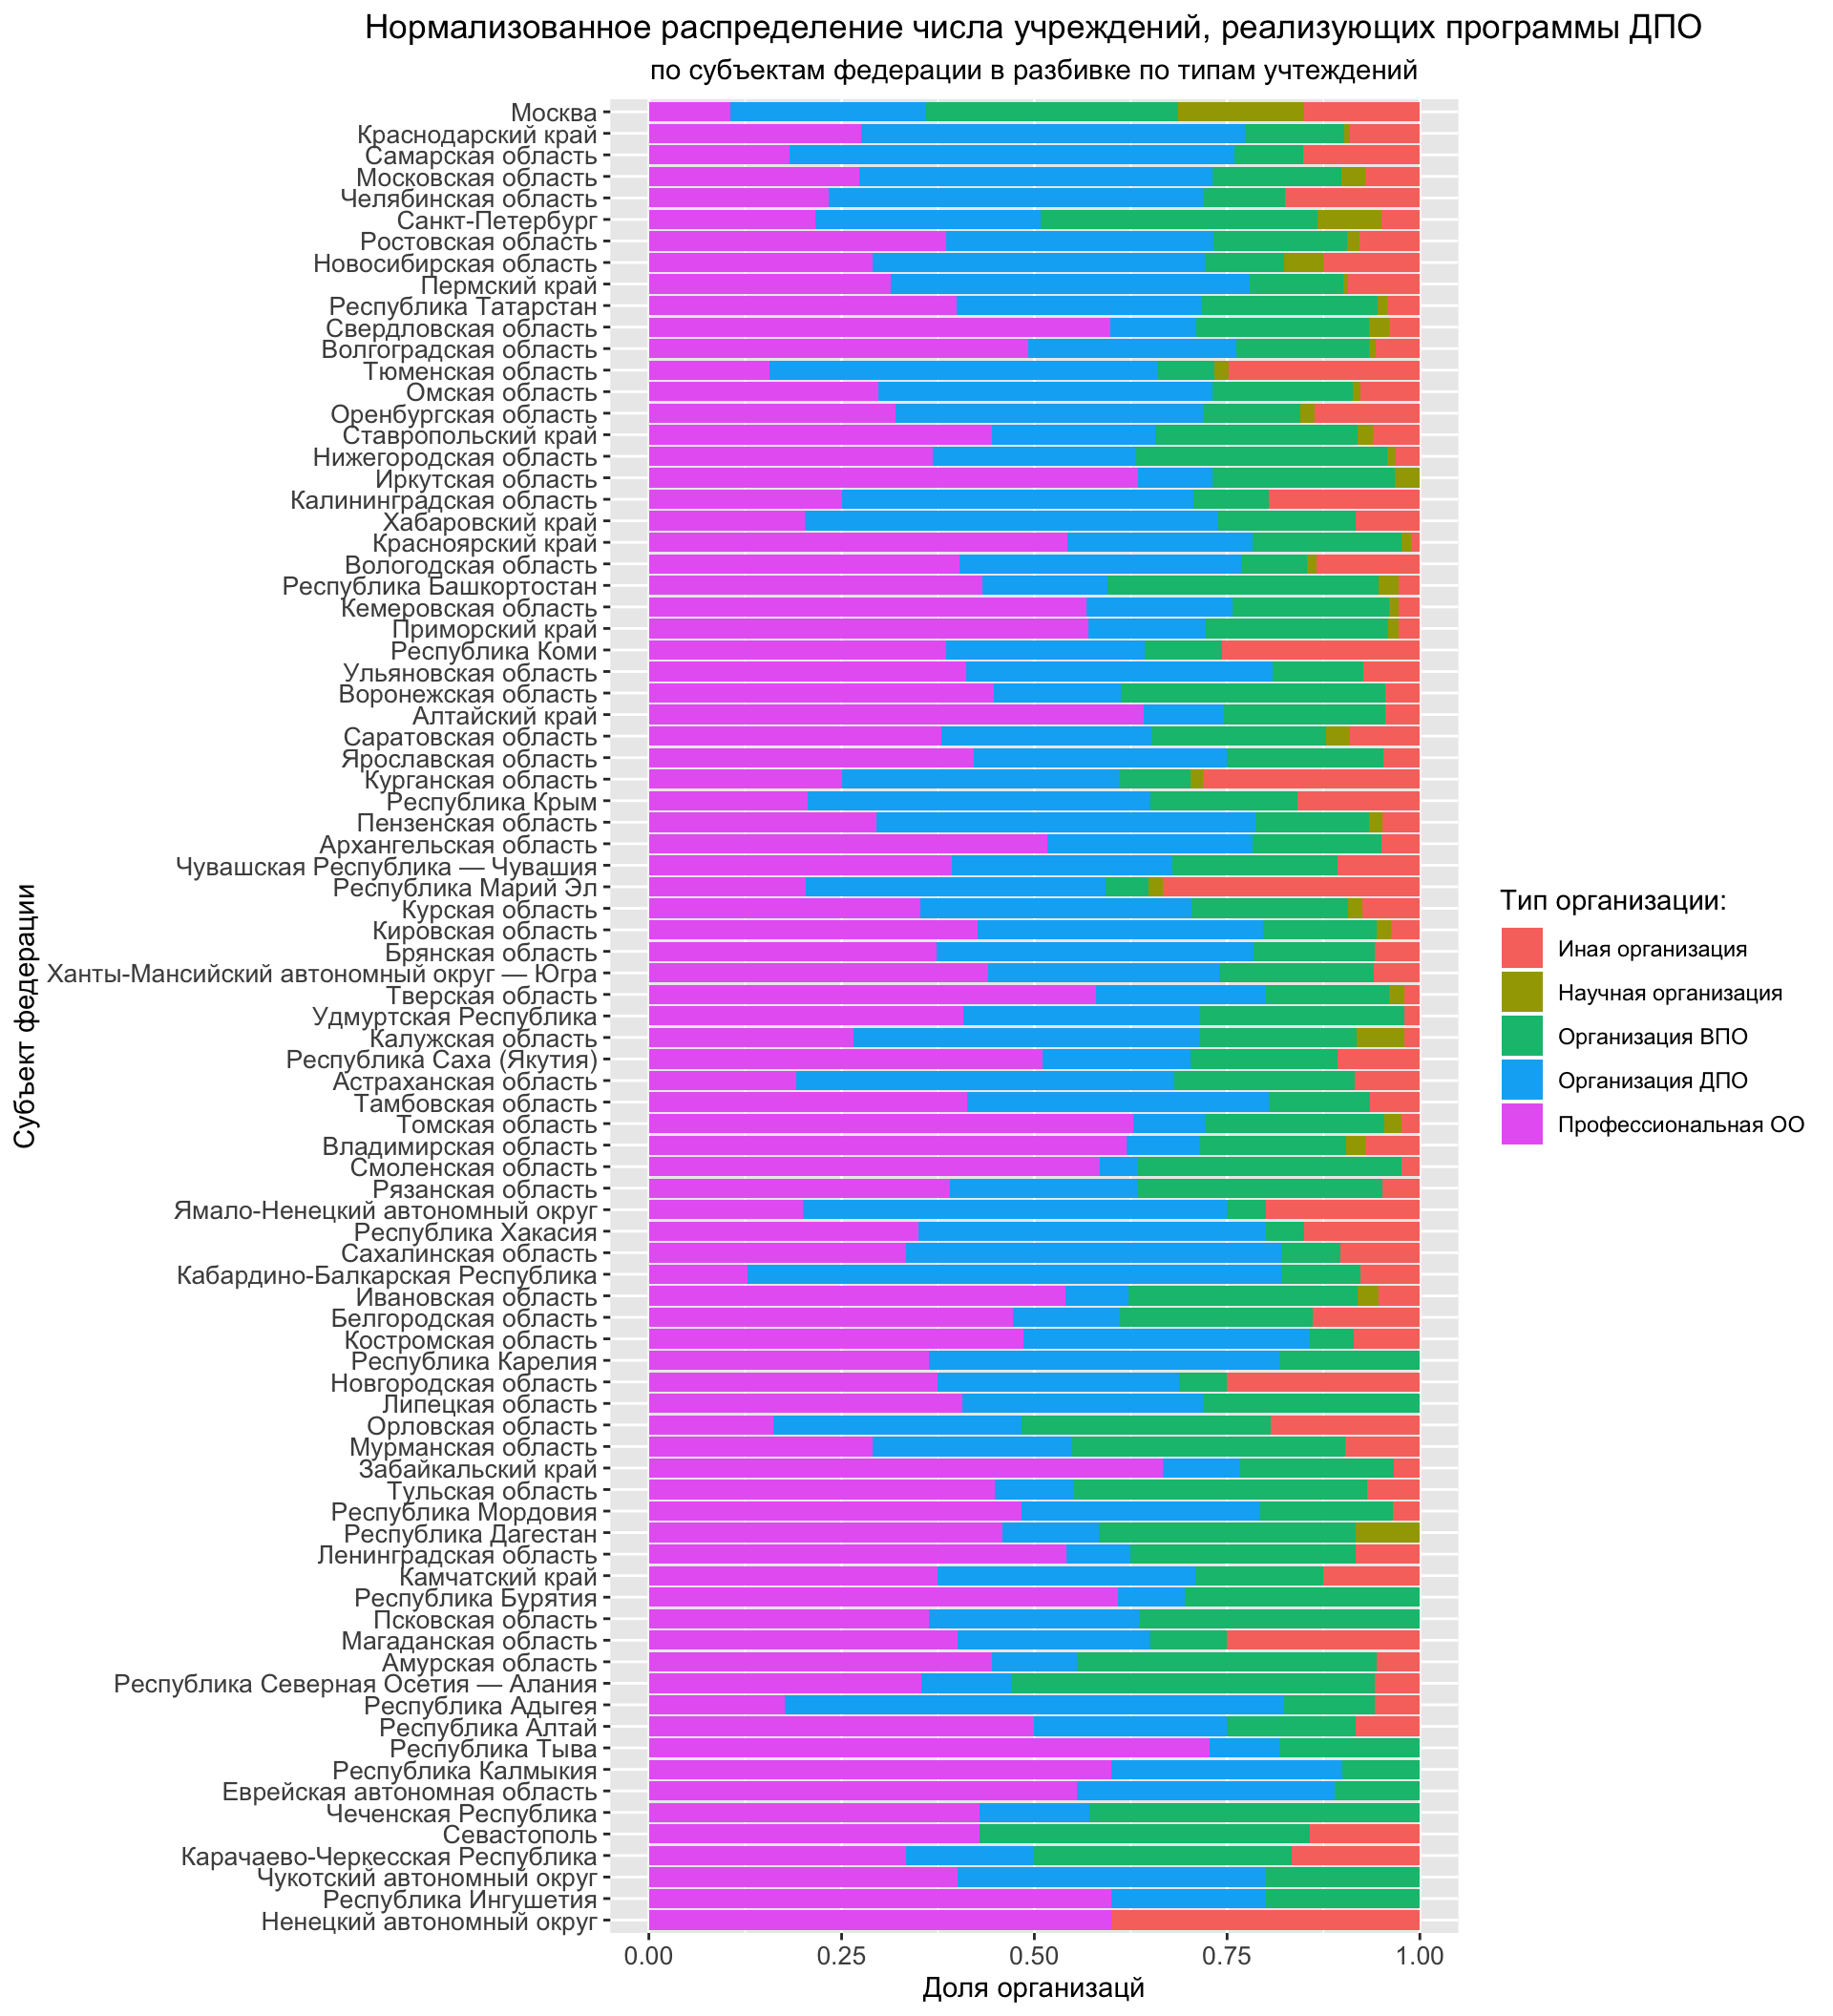 Нормализованное распределение числа учреждений, реализующих программы ДПО
по субъектам федерации в разбивке по типам учтеждений
Москва
Краснодарский край
Самарская область
Московская область
Челябинская область
Санкт-Петербург
Ростовская область
Новосибирская область
Пермский край
Республика Татарстан
Свердловская область
Волгоградская область
Тюменская область
Омская область
Оренбургская область
Ставропольский край
Нижегородская область
Иркутская область
Калининградская область
Хабаровский край
Красноярский край
Вологодская область
Республика Башкортостан
Кемеровская область
Приморский край
Республика Коми
Ульяновская область
Воронежская область
Алтайский край
Саратовская область
Ярославская область
Курганская область
Республика Крым
Пензенская область
Архангельская область
Чувашская Республика — Чувашия
Республика Марий Эл
Курская область
Кировская область
Брянская область
Ханты-Мансийский автономный округ — Югра
Тверская область
Удмуртская Республика
Калужская область
Республика Саха (Якутия)
Астраханская область
Тамбовская область
Томская область
Владимирская область
Смоленская область
Рязанская область
Ямало-Ненецкий автономный округ
Республика Хакасия
Сахалинская область
Кабардино-Балкарская Республика
Ивановская область
Белгородская область
Костромская область
Республика Карелия
Новгородская область
Липецкая область
Орловская область
Мурманская область
Забайкальский край
Тульская область
Республика Мордовия
Республика Дагестан
Ленинградская область
Камчатский край
Республика Бурятия
Псковская область
Магаданская область
Амурская область
Республика Северная Осетия — Алания
Республика Адыгея
Республика Алтай
Республика Тыва
Республика Калмыкия
Еврейская автономная область
Чеченская Республика
Севастополь
Карачаево-Черкесская Республика
Чукотский автономный округ
Республика Ингушетия
Ненецкий автономный округ
Субъект федерации
0.00 0.25 0.50 0.75 1.00
Доля организацй
Тип организации:
Иная организация
Научная организация
Организация ВПО
Организация ДПО
Профессиональная ОО